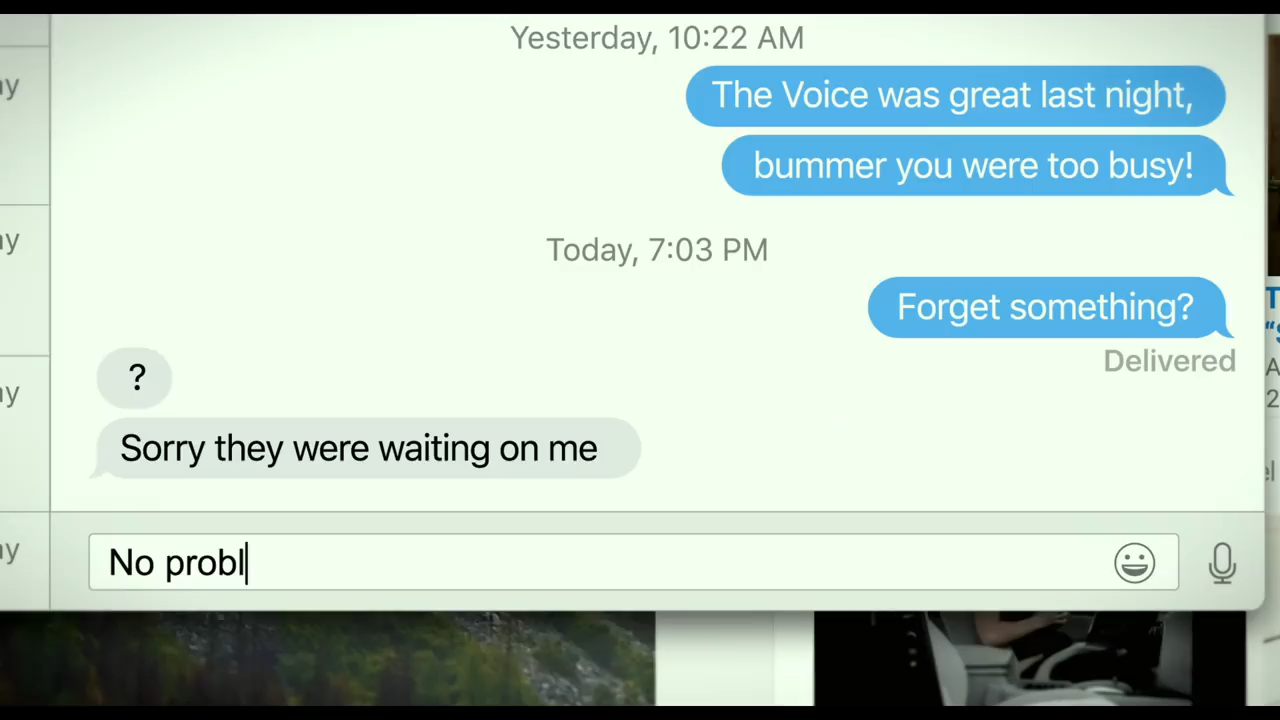 Yesterday, 10:22 AM
The Voice was great last night,
bummer you were too busy!
Today, 7:03 PM
Forget something?
Delivered
?
Sorry they were waiting on me
No probl